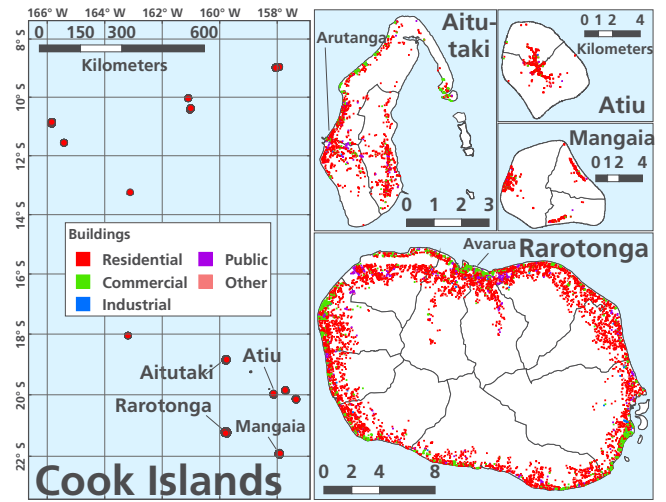 166°W 164°W 162°W 160°W 158°W
8°S
0 150 300 600
Kilometers
10°S
12°S
14°S
Buildings
Residential
Public
Commercial
Other
Industrial
16°S
18°S
Aitutaki
Atiu
20°S
Rarotonga
Mangaia
22°S
Cook Islands
Arutanga
Aitu-
taki
0 1 2 3
0 1 2 4
Kilometers
Atiu
Mangaia
0 1 2 4
Avarua
Rarotonga
0 2 4 8